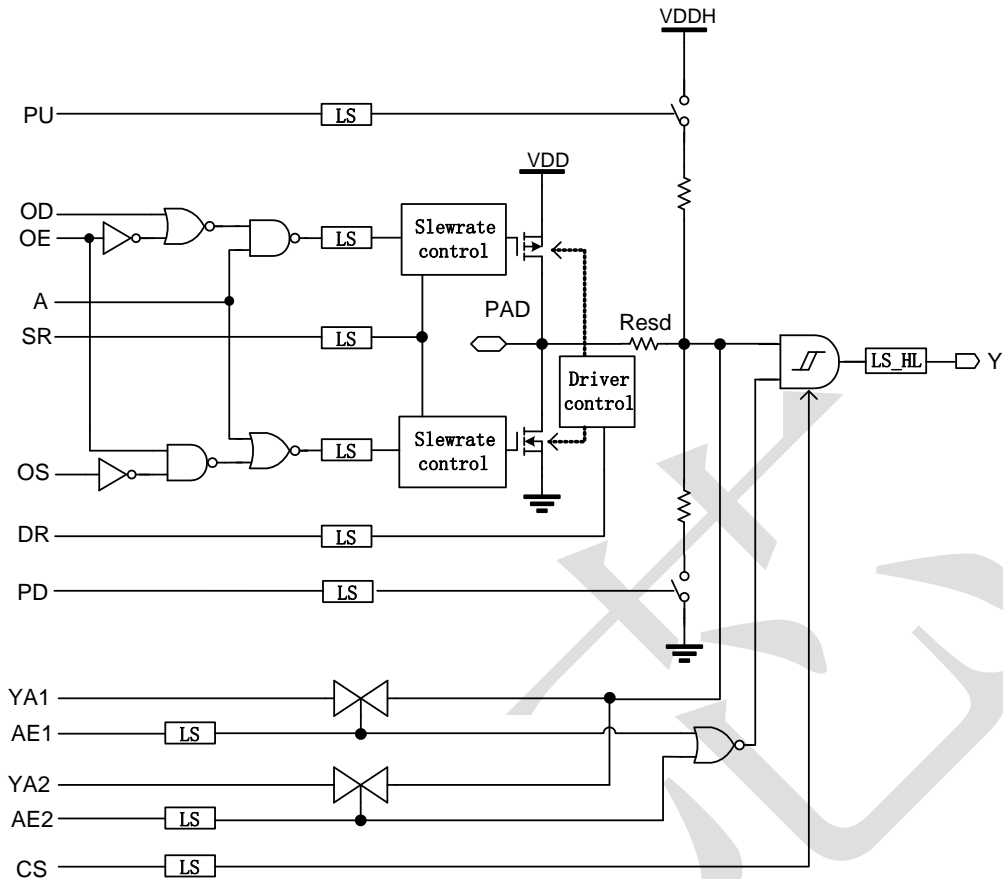 VDDH
PU
LS
VDD
OD
OE
LS
Slewrate
control
A
PAD
Resd
SR
LS
LS_HL
Y
Driver
control
OS
LS
Slewrate
control
DR
LS
PD
LS
YA1
AE1
LS
YA2
AE2
LS
CS
LS